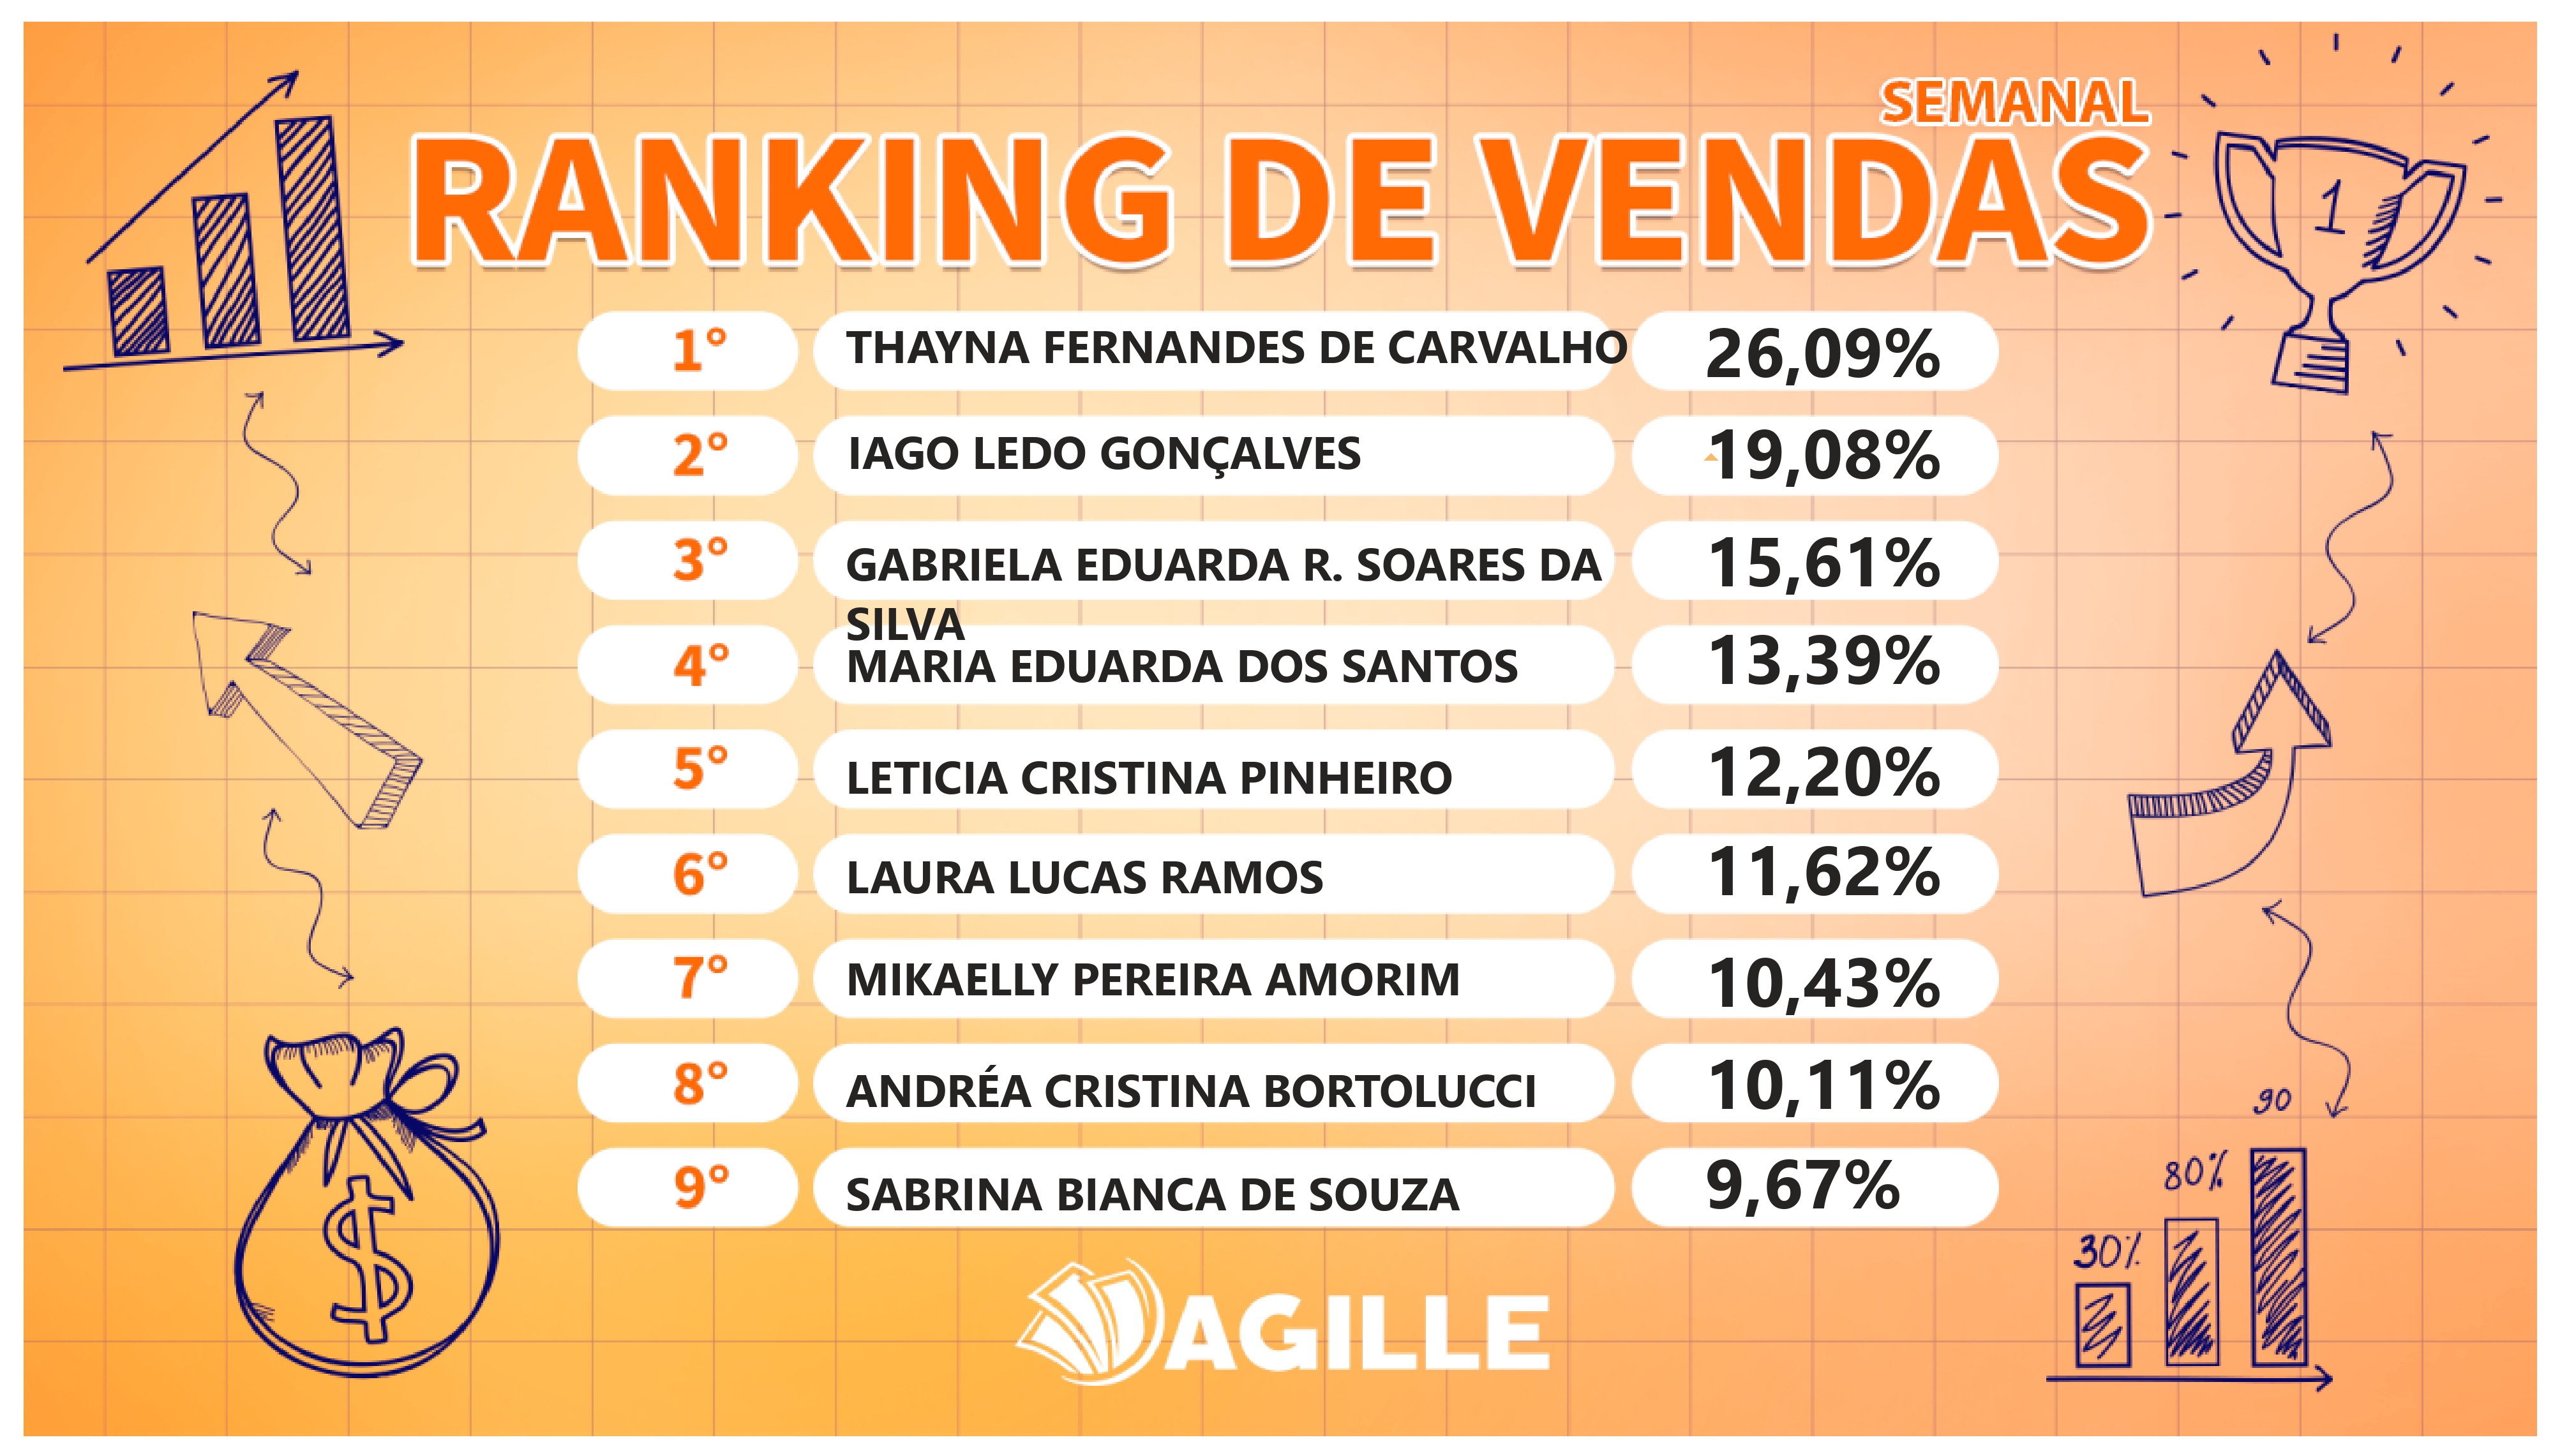 SEMANAL
RANKING DE VENDAS
1
1° THAYNA FERNANDES DE CARVALHO 26,09%
2° IAGO LEDO GONÇALVES 19,08%
3° GABRIELA EDUARDA R. SOARES DA 15,61%
SILVA
4° MARIA EDUARDA DOS SANTOS 13,39%
5° LETICIA CRISTINA PINHEIRO 12,20%
6° LAURA LUCAS RAMOS 11,62%
7° MIKAELLY PEREIRA AMORIM 10,43%
8° ANDRÉA CRISTINA BORTOLUCCI 10,11%
9° SABRINA BIANCA DE SOUZA 9,67%
90
80%
30%
$
AGILLE